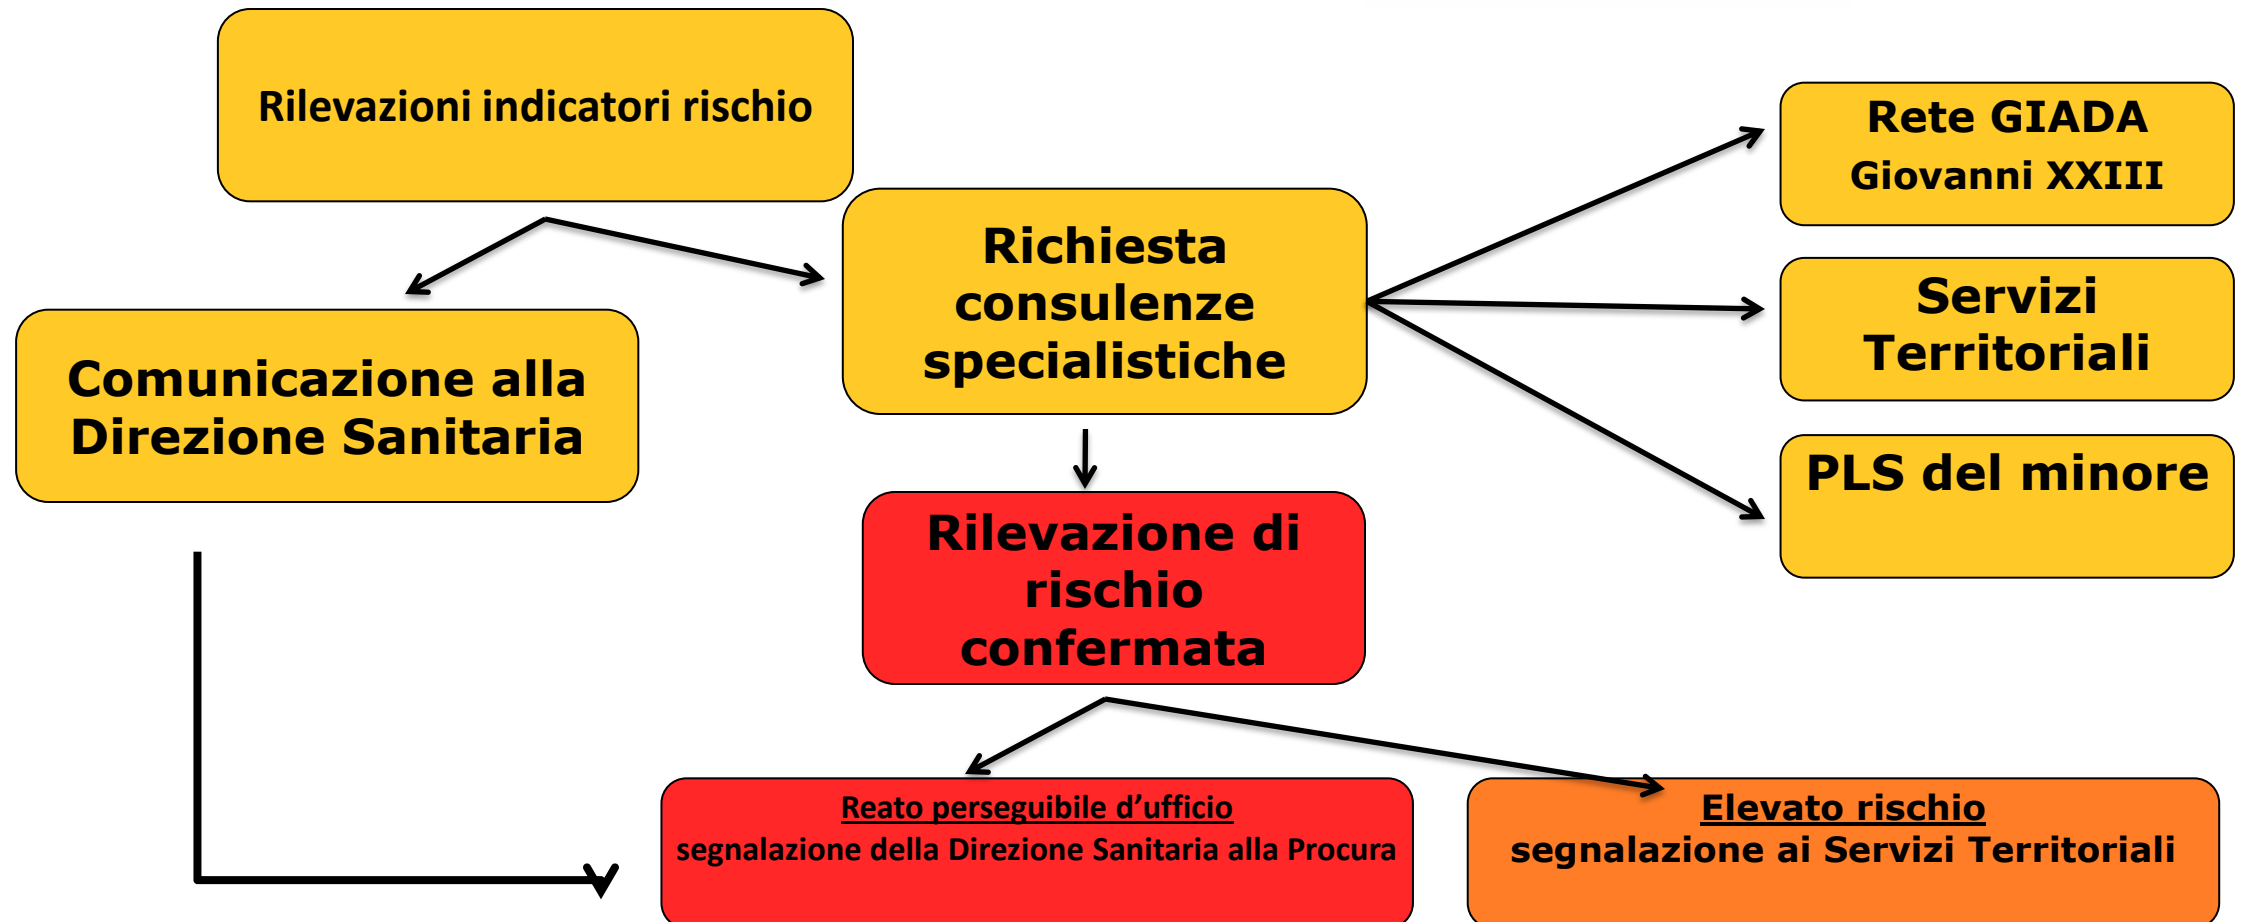 Rilevazioni indicatori rischio
Rete GIADA
Giovanni XXIII
Richiesta
consulenze
specialistiche
Servizi
Territoriali
Comunicazione alla
Direzione Sanitaria
PLS del minore
Rilevazione di
rischio
confermata
Reato perseguibile d’ufficio
segnalazione della Direzione Sanitaria alla Procura
Elevato rischio
segnalazione ai Servizi Territoriali